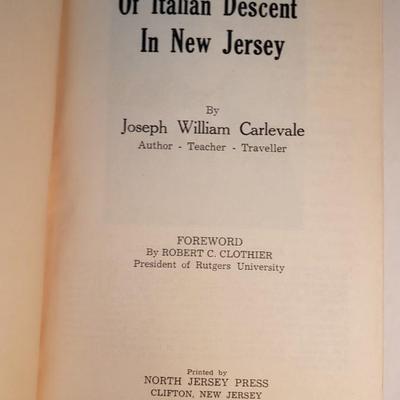 Of Italian Descent
In New Jersey
By
Joseph William Carlevale
Author - Teacher - Traveller
FOREWORD
By ROBERT C. CLOTHIER
President of Rutgers University
Printed by
NORTH JERSEY PRESS
CLIFTON, NEW JERSEY